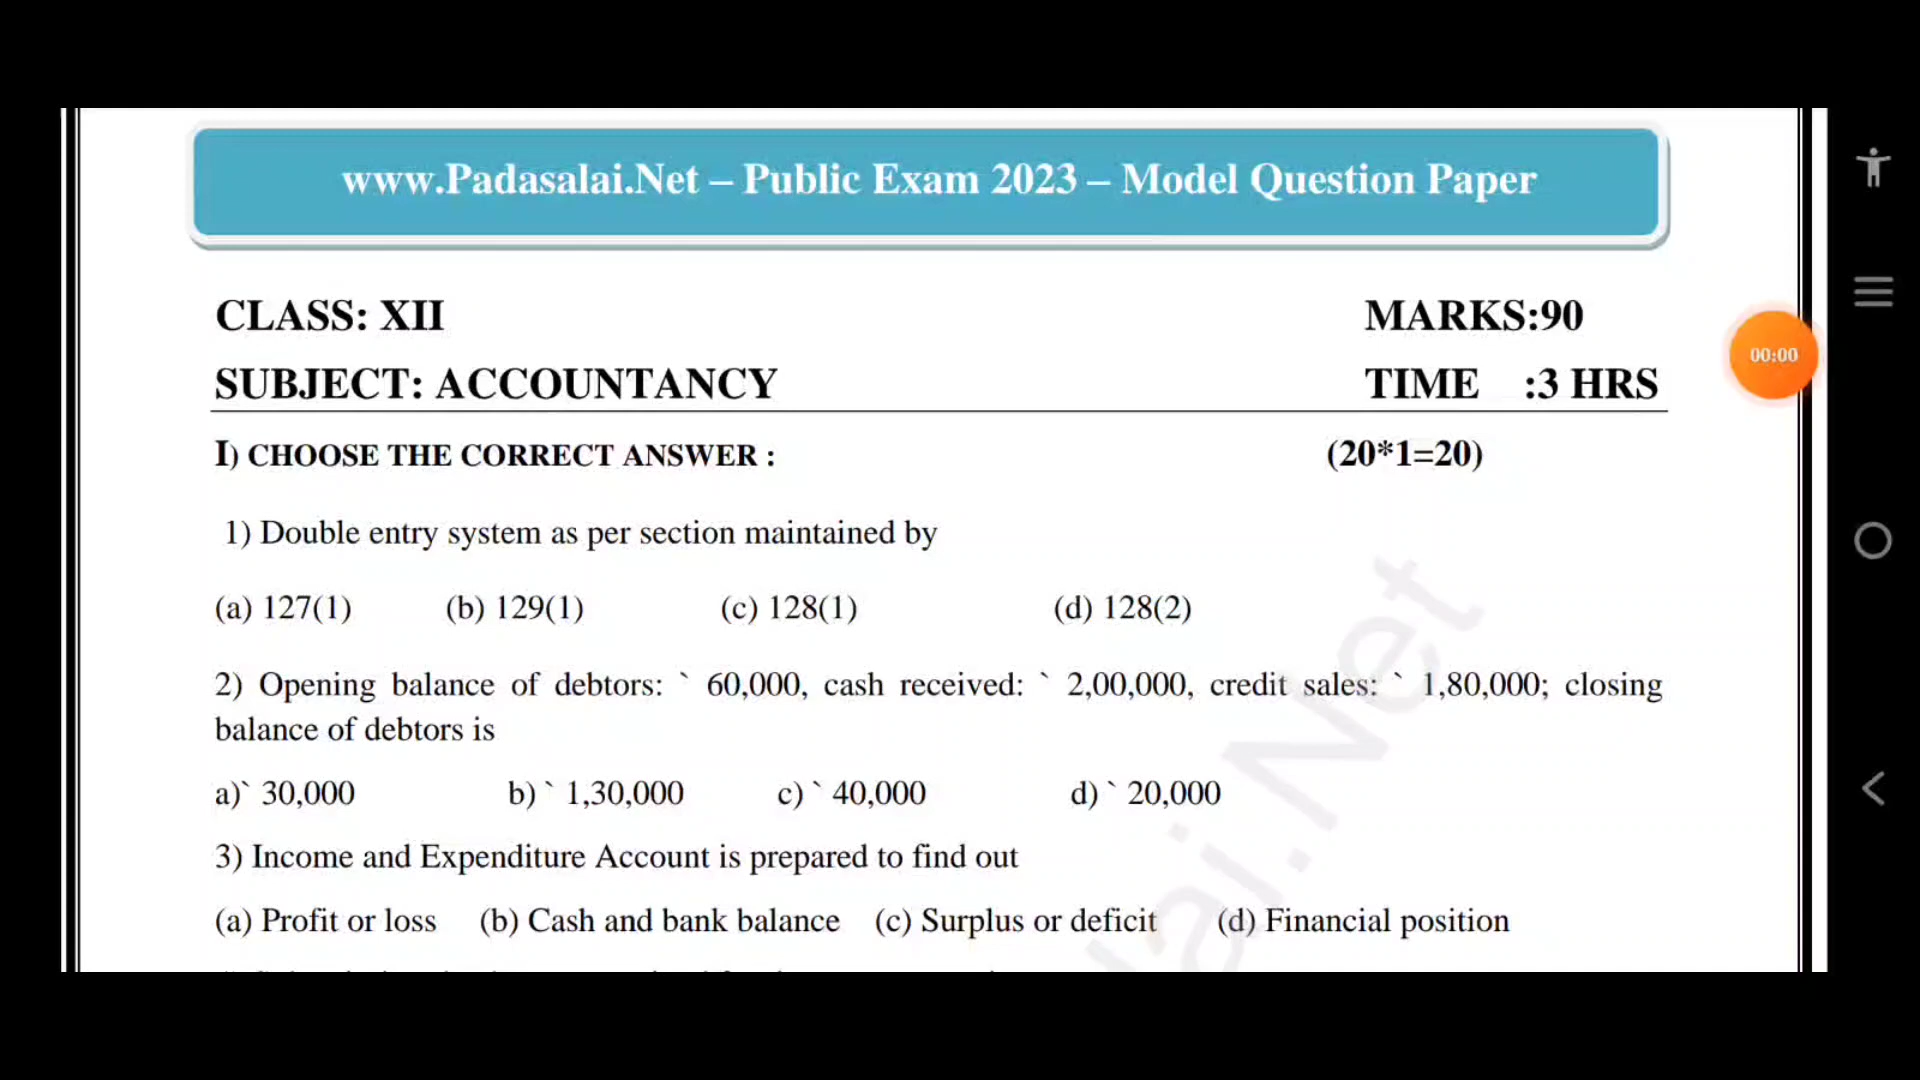 www.Padasalai.Net – Public Exam 2023 – Model Question Paper
CLASS: XII MARKS:90
SUBJECT: ACCOUNTANCY TIME :3 HRS
00:00
I) CHOOSE THE CORRECT ANSWER : (20*1=20)
1) Double entry system as per section maintained by
(a) 127(1) (b) 129(1) (c) 128(1) (d) 128(2)
2) Opening balance of debtors: ` 60,000, cash received: ` 2,00,000, credit sales: ` 1,80,000; closing
balance of debtors is
a)` 30,000 b) ` 1,30,000 c) ` 40,000 d) ` 20,000
3) Income and Expenditure Account is prepared to find out
(a) Profit or loss (b) Cash and bank balance (c) Surplus or deficit (d) Financial position
lai.Net